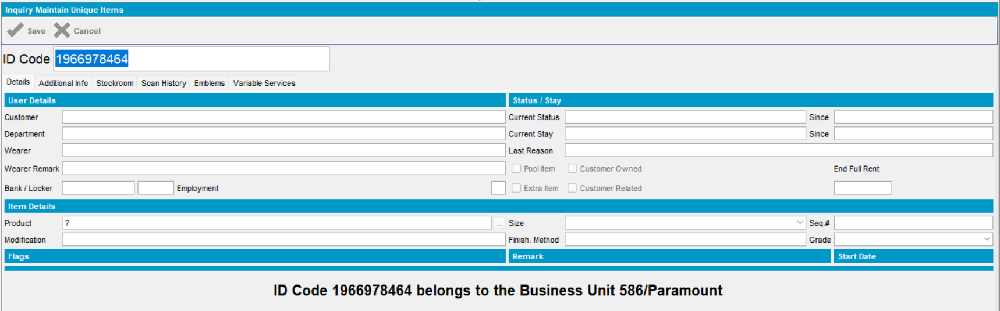 Inquiry Maintain Unique Items
Save Cancel
ID Code 1966978464
Details Additional Info Stockroom Scan History Emblems Variable Services
User Details Status / Stay
Customer Current Status Since
Department Current Stay Since
Wearer Last Reason
Wearer Remark Pool Item Customer Owned End Full Rent
Bank / Locker Employment Extra Item Customer Related
Item Details
Product ? ... Size Seq.#
Modification Finish. Method Grade
Flags Remark Start Date
ID Code 1966978464 belongs to the Business Unit 586/Paramount